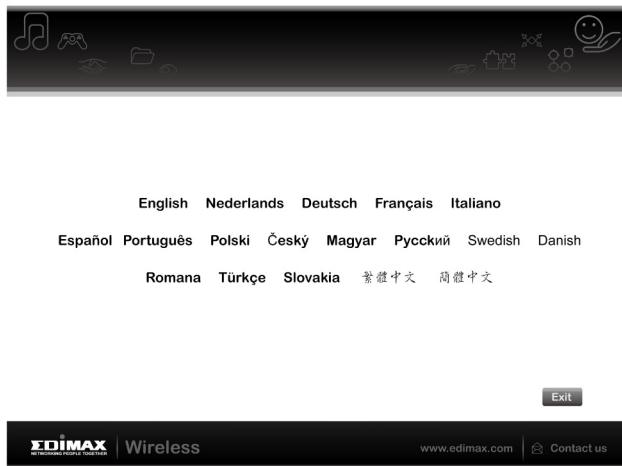 English Nederlands Deutsch Français Italiano
Español Português Polski Český Magyar Русский Swedish Danish
Romana Türkçe Slovakia 繁體中文 簡體中文
Exit
EDIMAX Wireless www.edimax.com Contact us
NETWORKING PEOPLE TOGETHER